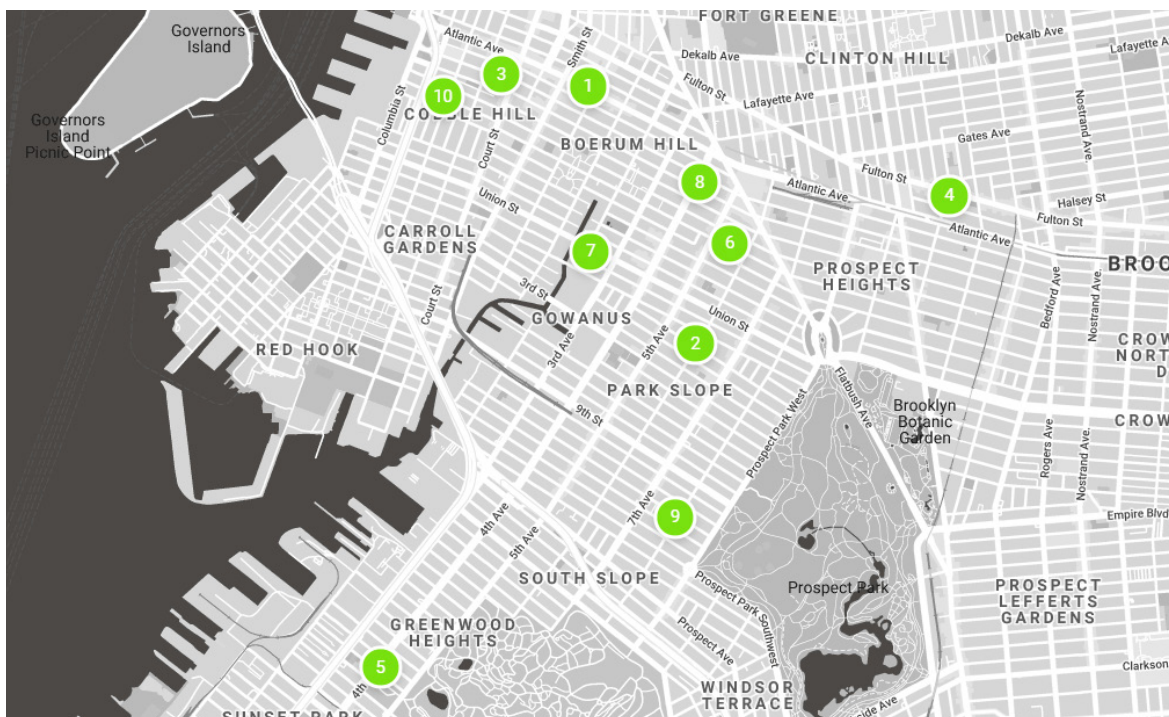 FORT GREENE
Governors
Island
Atlantic Ave
Smith St
Dekalb Ave
Dekalb Ave
Lafayette Ave
CLINTON HILL
3
1
10
Fulton St
Lafayette Ave
Nostrand Ave.
Columbia St
COBBLE HILL
Governors
Island
Picnic Point
Court St
BOERUM HILL
Gates Ave
8
Fulton St
4
Atlantic Ave.
Halsey St
Fulton St
Union St
Atlantic Ave
CARROLL
GARDENS
7
6
PROSPECT
HEIGHTS
BROO
3rd St
Court St
GOWANUS
Union St
Bedford Ave
Nostrand Ave.
RED HOOK
3rd Ave
5th Ave
2
CROW
NORT
D
PARK SLOPE
Flatbush Ave
9th St
Prospect Park West
Brooklyn
Botanic
Garden
CROW
Rogers Ave
Nostrand Ave.
4th Ave
5th Ave
7th Ave
9
Empire Blvd
SOUTH SLOPE
Prospect Park
PROSPECT
LEFFERTS
GARDENS
Prospect Park Southwest
GREENWOOD
HEIGHTS
Prospect Ave
5
4th
Clarkson
WINDSOR
TERRACE
side Ave
SUNSET PARK